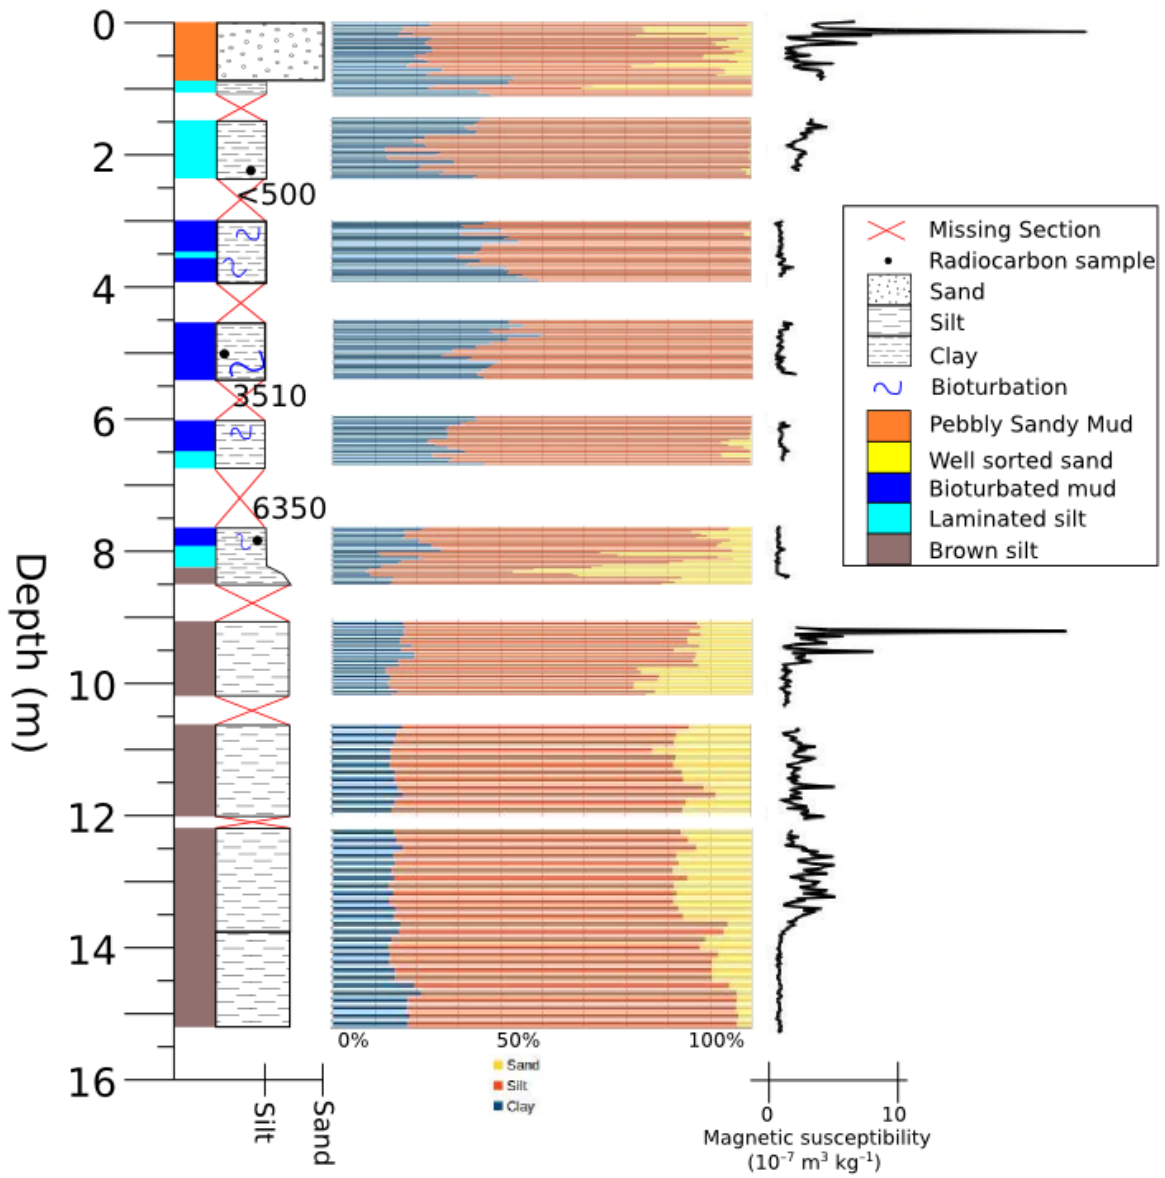 0
2
4
6
8
10
12
14
16
Depth (m)
<500
3510
6350
Silt
Sand
0%
50%
100%
Sand
Silt
Clay
Missing Section
Radiocarbon sample
Sand
Silt
Clay
Bioturbation
Pebbly Sandy Mud
Well sorted sand
Bioturbated mud
Laminated silt
Brown silt
0
10
Magnetic susceptibility
(10⁻⁷ m³ kg⁻¹)